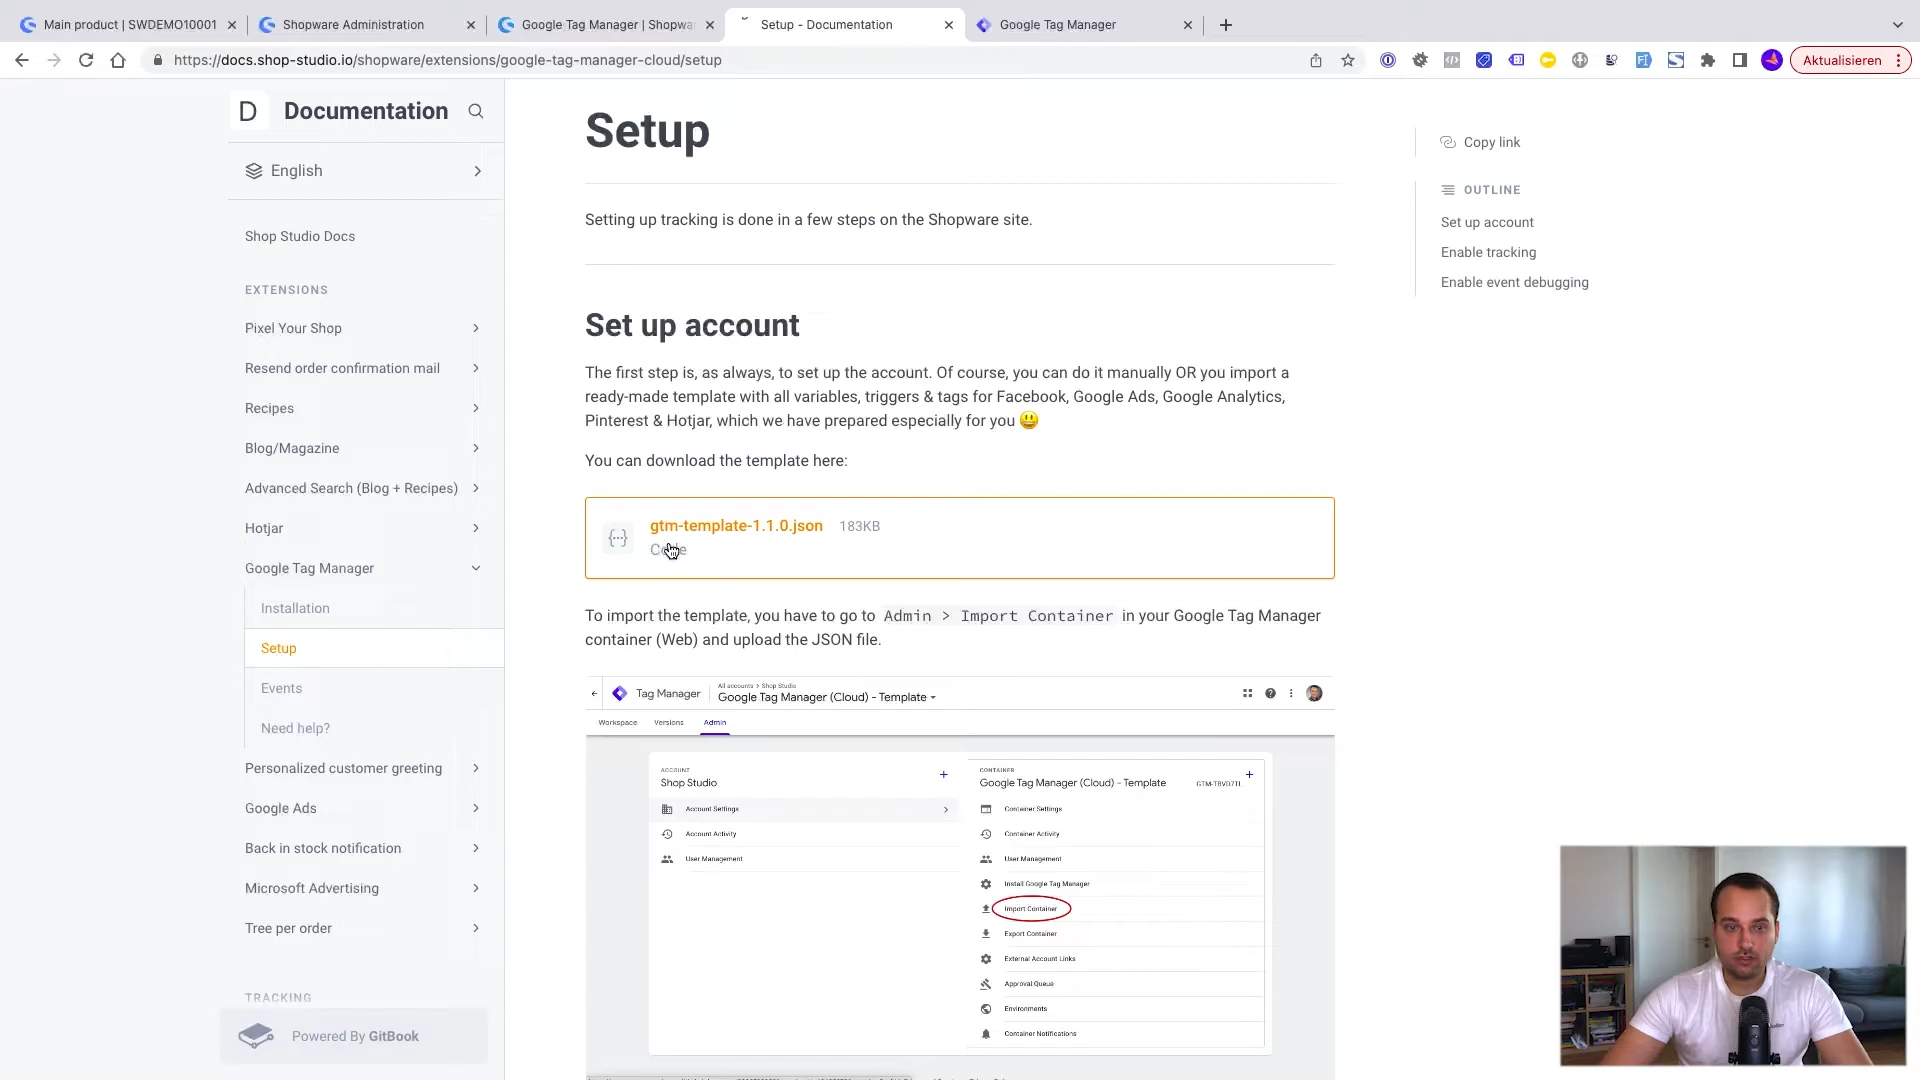 Main product | SWDEMO10001
Shopware Administration
Google Tag Manager | Shopwa
Setup - Documentation
Google Tag Manager
https://docs.shop-studio.io/shopware/extensions/google-tag-manager-cloud/setup
Aktualisieren
D
Documentation
English
Shop Studio Docs
EXTENSIONS
Pixel Your Shop
Resend order confirmation mail
Recipes
Blog/Magazine
Advanced Search (Blog + Recipes)
Hotjar
Google Tag Manager
Installation
Setup
Events
Need help?
Personalized customer greeting
Google Ads
Back in stock notification
Microsoft Advertising
Tree per order
TRACKING
Powered By GitBook
Setup
Setting up tracking is done in a few steps on the Shopware site.
Set up account
The first step is, as always, to set up the account. Of course, you can do it manually OR you import a
ready-made template with all variables, triggers & tags for Facebook, Google Ads, Google Analytics,
Pinterest & Hotjar, which we have prepared especially for you 😃
You can download the template here:
gtm-template-1.1.0.json 183KB
Code
To import the template, you have to go to Admin > Import Container in your Google Tag Manager
container (Web) and upload the JSON file.
Tag Manager
All accounts > Shop Studio
Google Tag Manager (Cloud) - Template
Workspace Versions Admin
ACCOUNT
Shop Studio
Account Settings
Account Activity
User Management
CONTAINER
Google Tag Manager (Cloud) - Template
Container Settings
Container Activity
User Management
Install Google Tag Manager
Import Container
Export Container
External Account Links
Approval Queue
Environments
Container Notifications
Copy link
OUTLINE
Set up account
Enable tracking
Enable event debugging